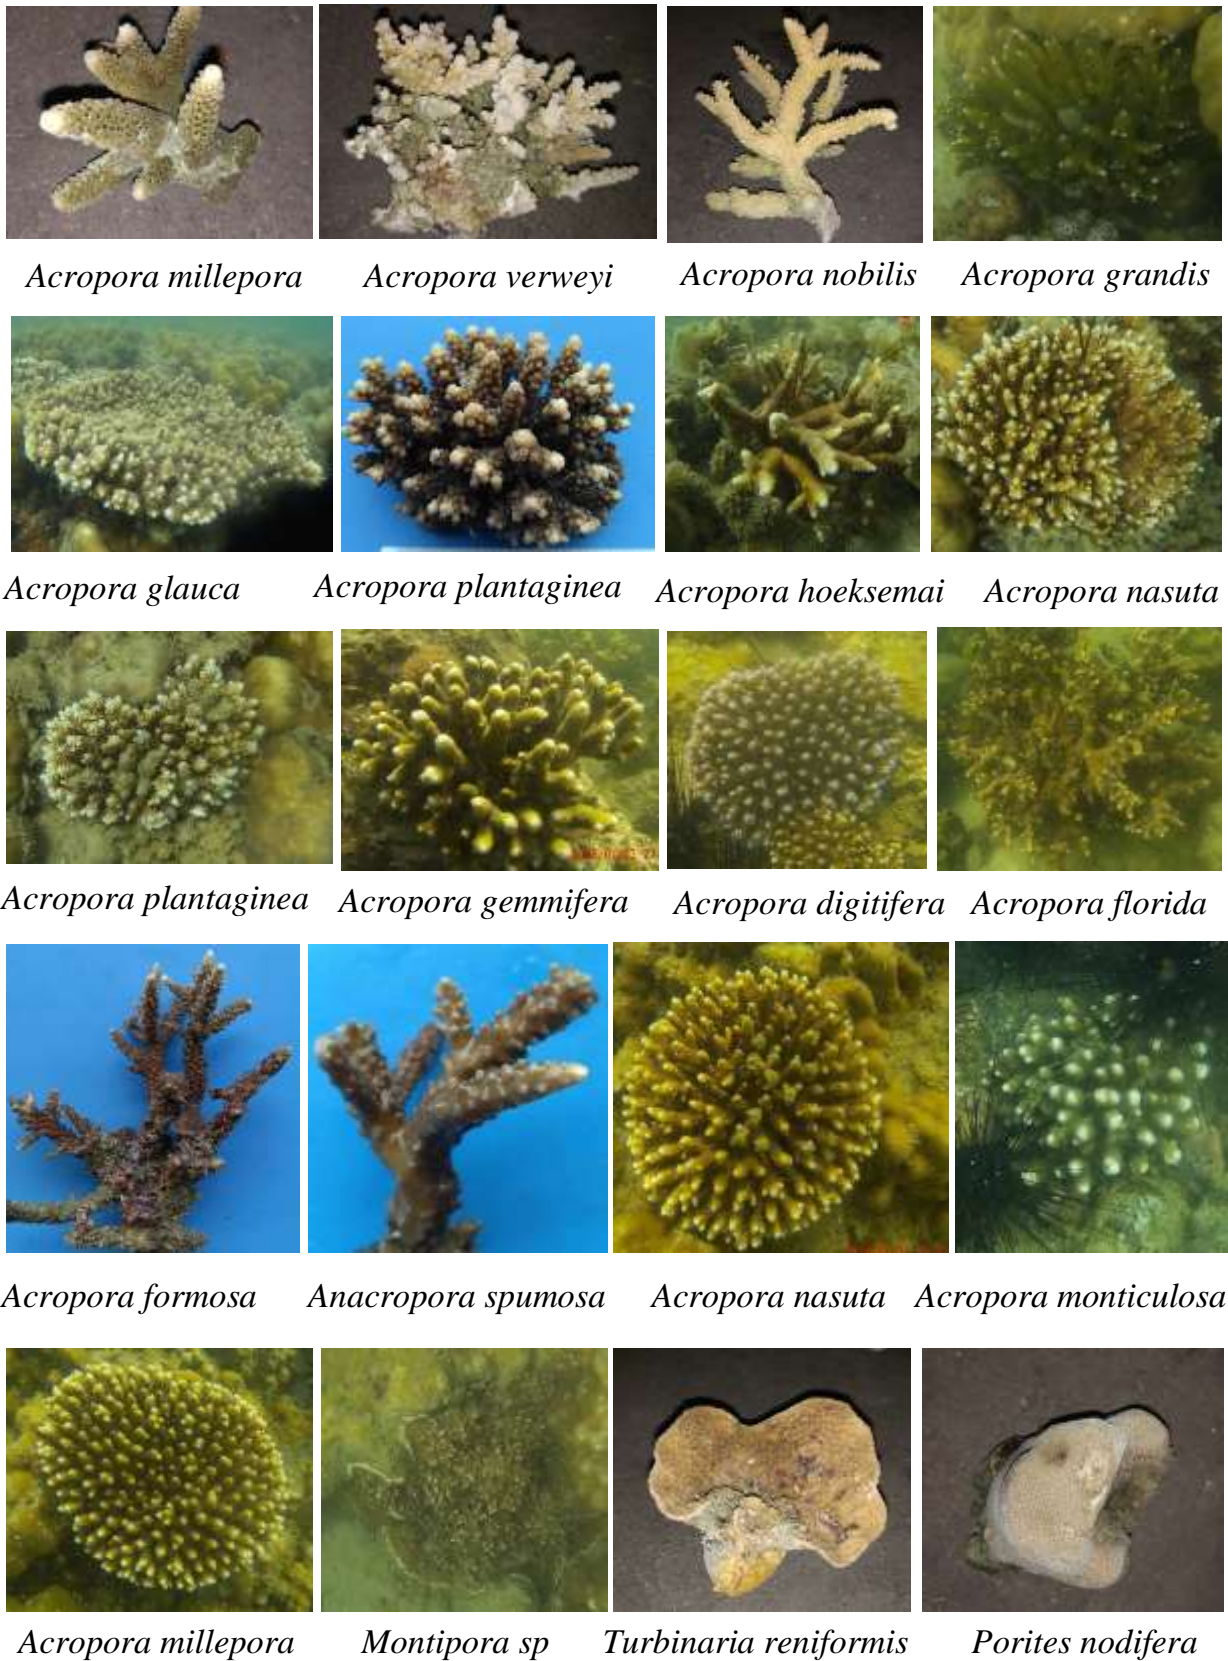 Acropora millepora Acropora verweyi Acropora nobilis Acropora grandis
Acropora glauca Acropora plantaginea Acropora hoeksemai Acropora nasuta
Acropora plantaginea Acropora gemmifera Acropora digitifera Acropora florida
Acropora formosa Anacropora spumosa Acropora nasuta Acropora monticulosa
Acropora millepora Montipora sp Turbinaria reniformis Porites nodifera